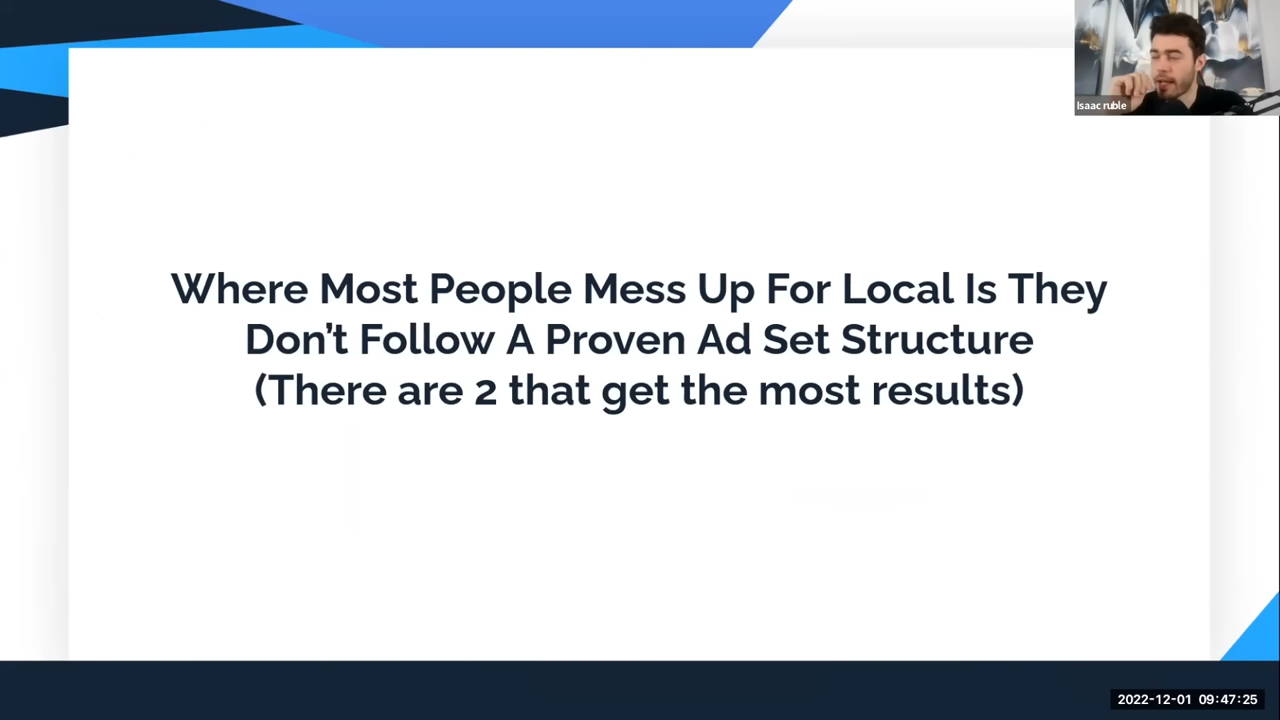 Isaac ruble
Where Most People Mess Up For Local Is They
Don't Follow A Proven Ad Set Structure
(There are 2 that get the most results)
2022-12-01 09:47:25